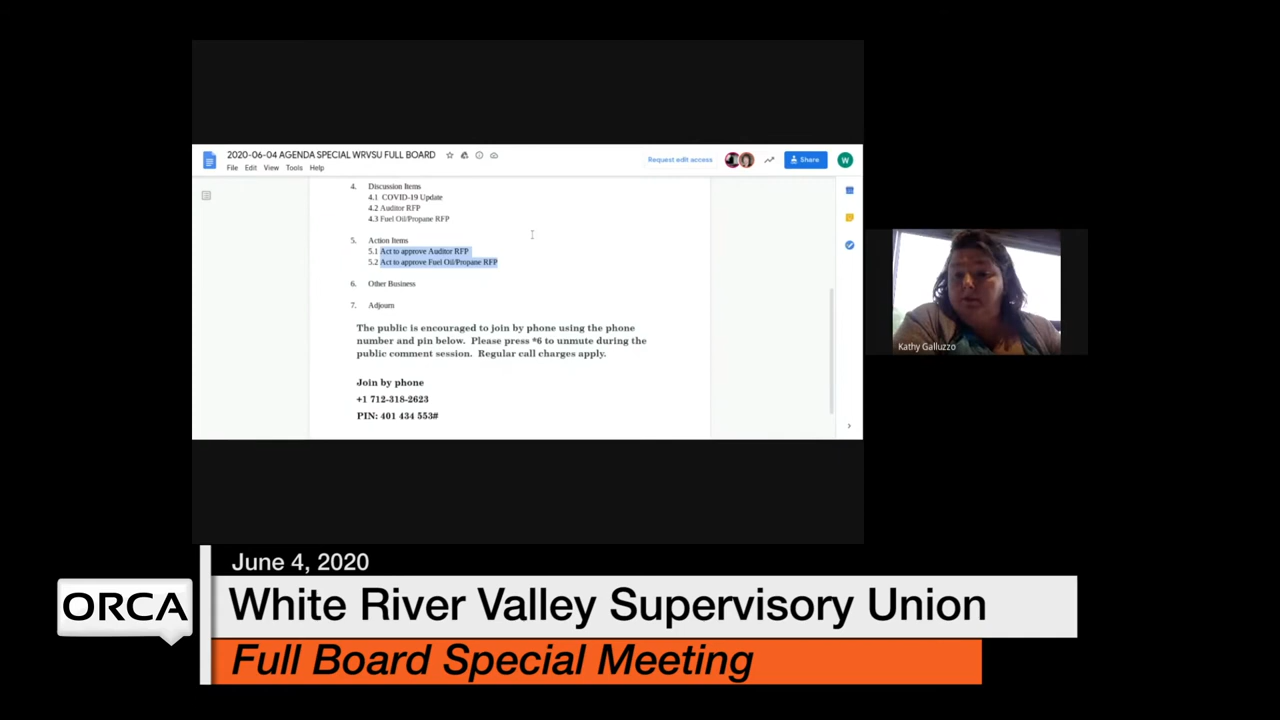 2020-06-04 AGENDA SPECIAL WRVSU FULL BOARD
File Edit View Tools Help
Request edit access
Share
W
4. Discussion Items
4.1 COVID-19 Update
4.2 Auditor RFP
4.3 Fuel Oil/Propane RFP
5. Action Items
5.1 Act to approve Auditor RFP
5.2 Act to approve Fuel Oil/Propane RFP
6. Other Business
7. Adjourn
The public is encouraged to join by phone using the phone
number and pin below. Please press *6 to unmute during the
public comment session. Regular call charges apply.
Join by phone
+1 712-318-2623
PIN: 401 434 553#
Kathy Galluzzo
June 4, 2020
ORCA
White River Valley Supervisory Union
Full Board Special Meeting